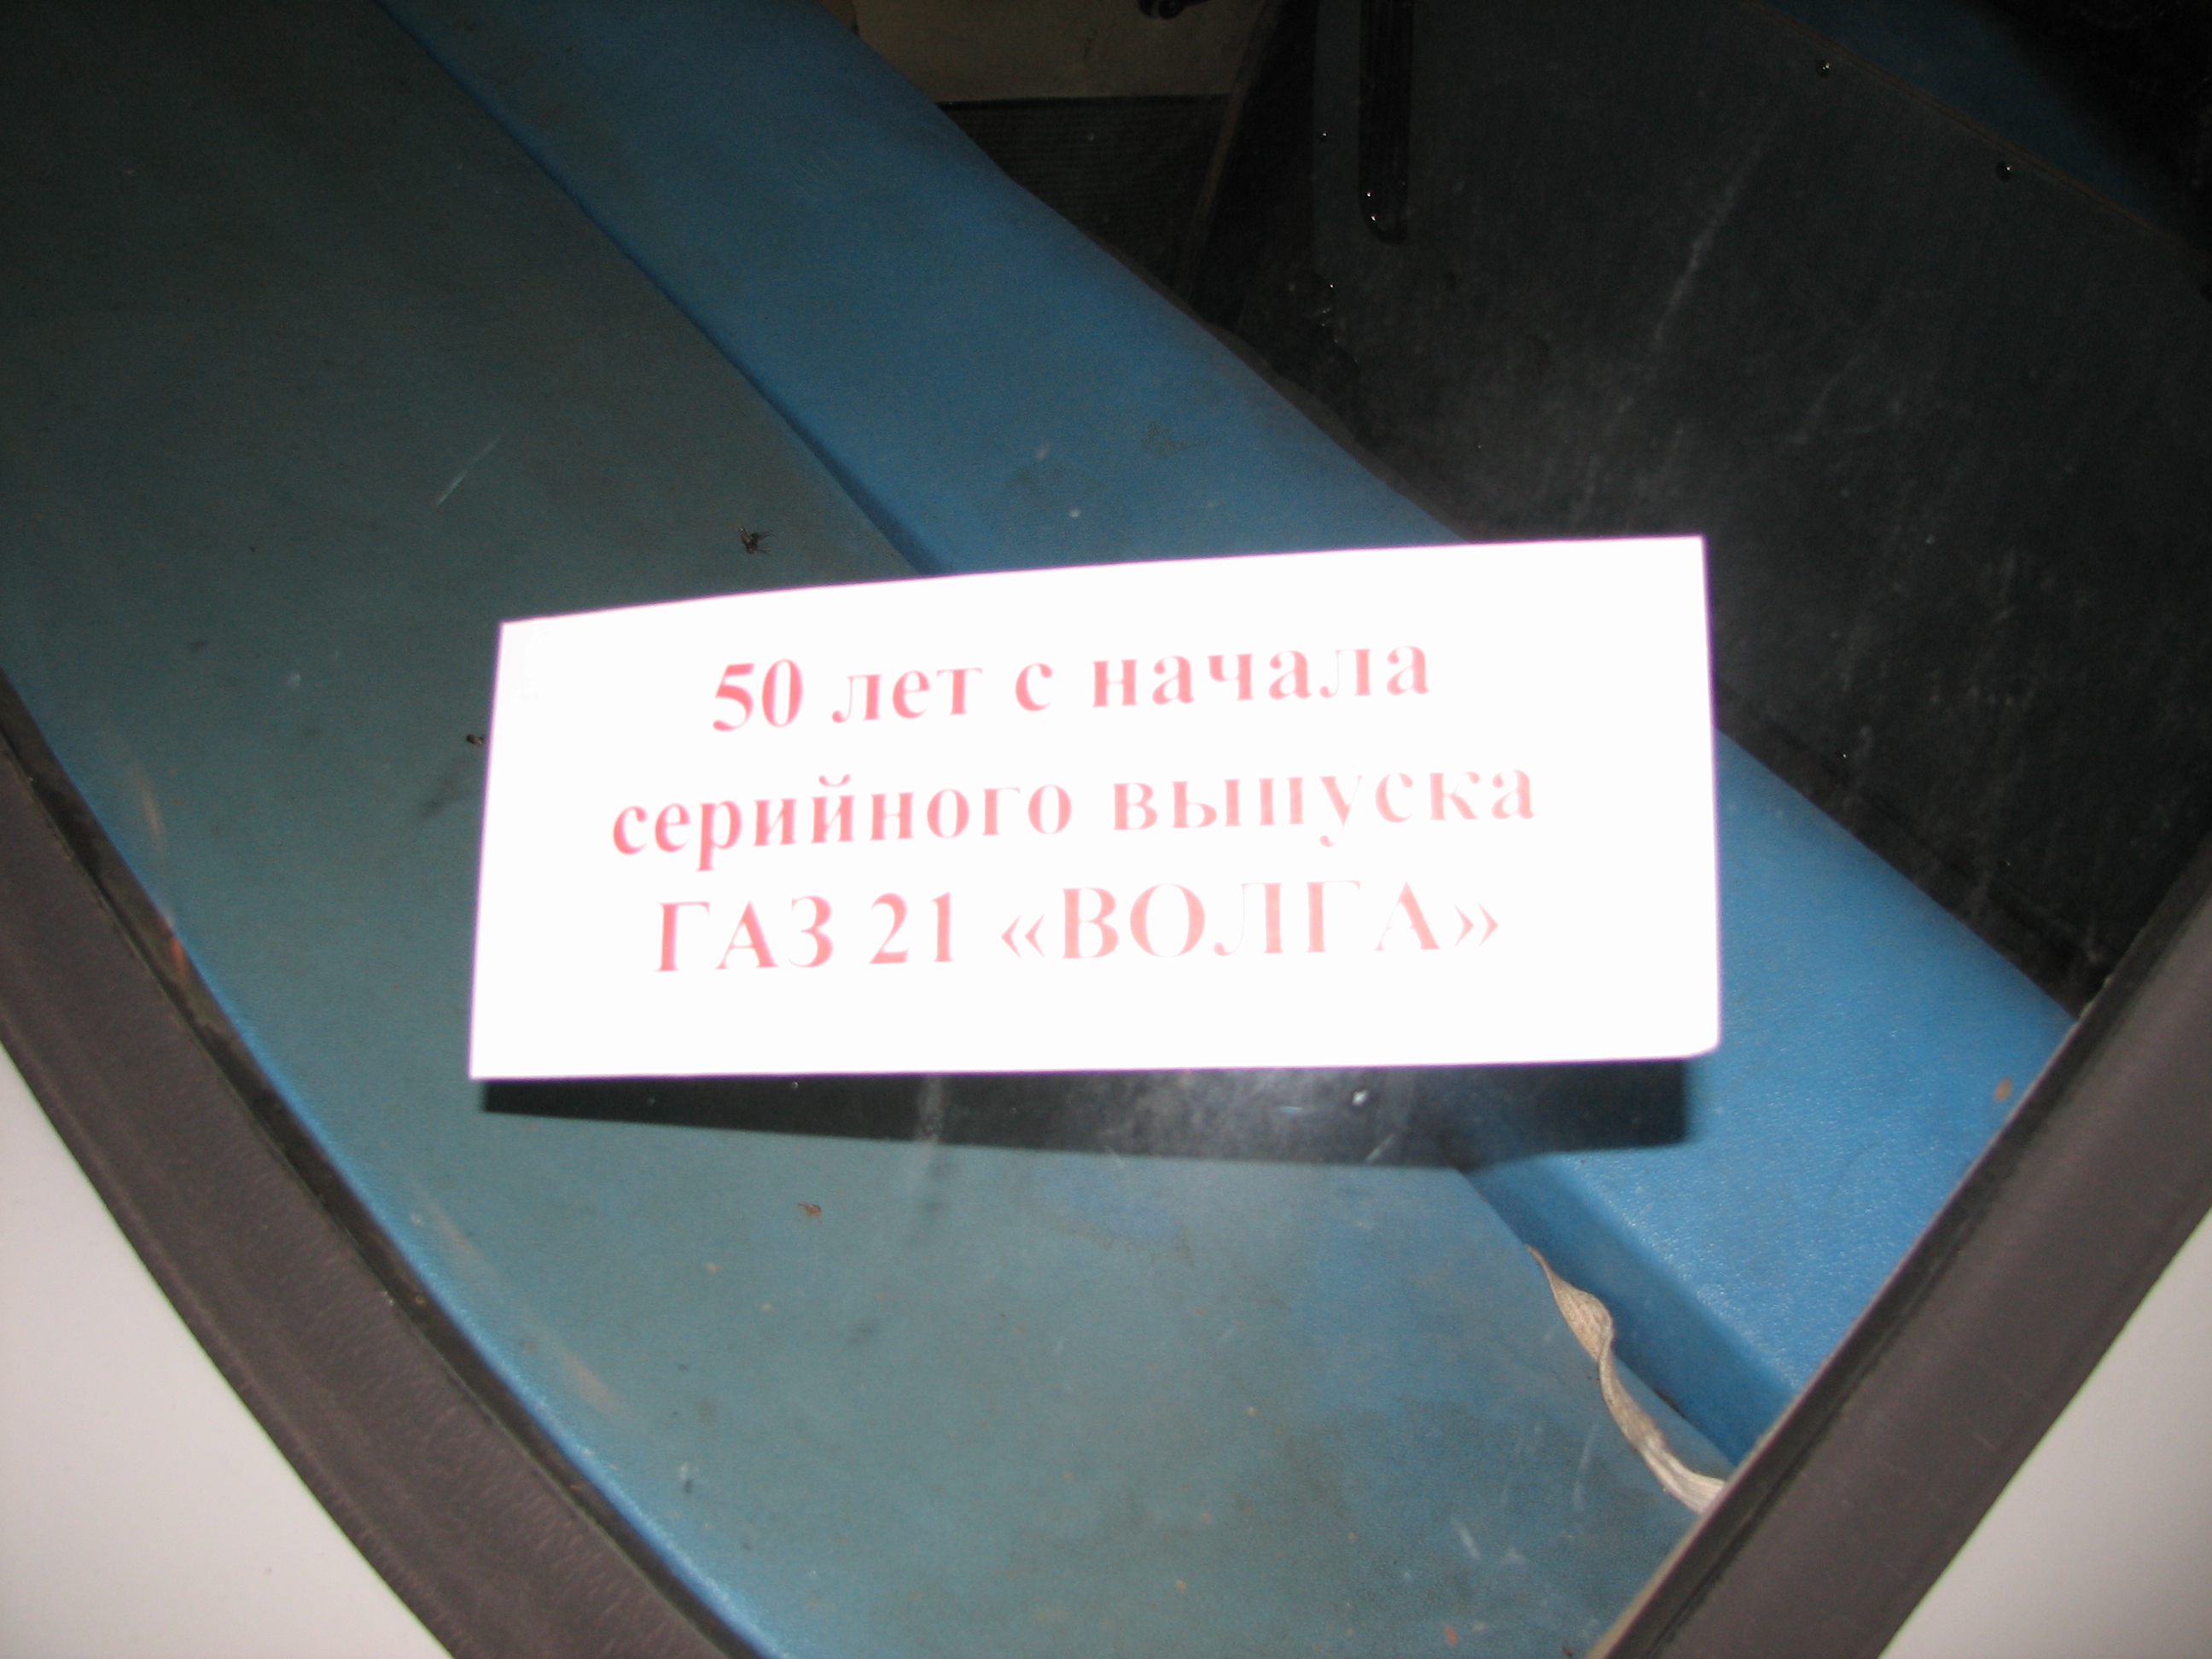 50 лет с начала
серийного выпуска
ГАЗ 21 «ВОЛГА»